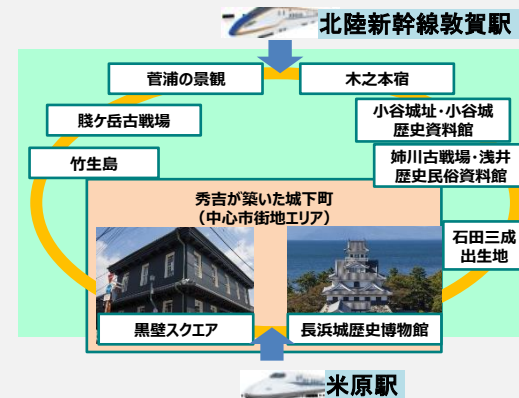 北陸新幹線敦賀駅
菅浦の景観
木之本宿
賤ケ岳古戦場
小谷城址・小谷城
歴史資料館
竹生島
姉川古戦場・浅井
歴史民俗資料館
秀吉が築いた城下町
(中心市街地エリア)
石田三成
出生地
黒壁スクエア
長浜城歴史博物館
米原駅